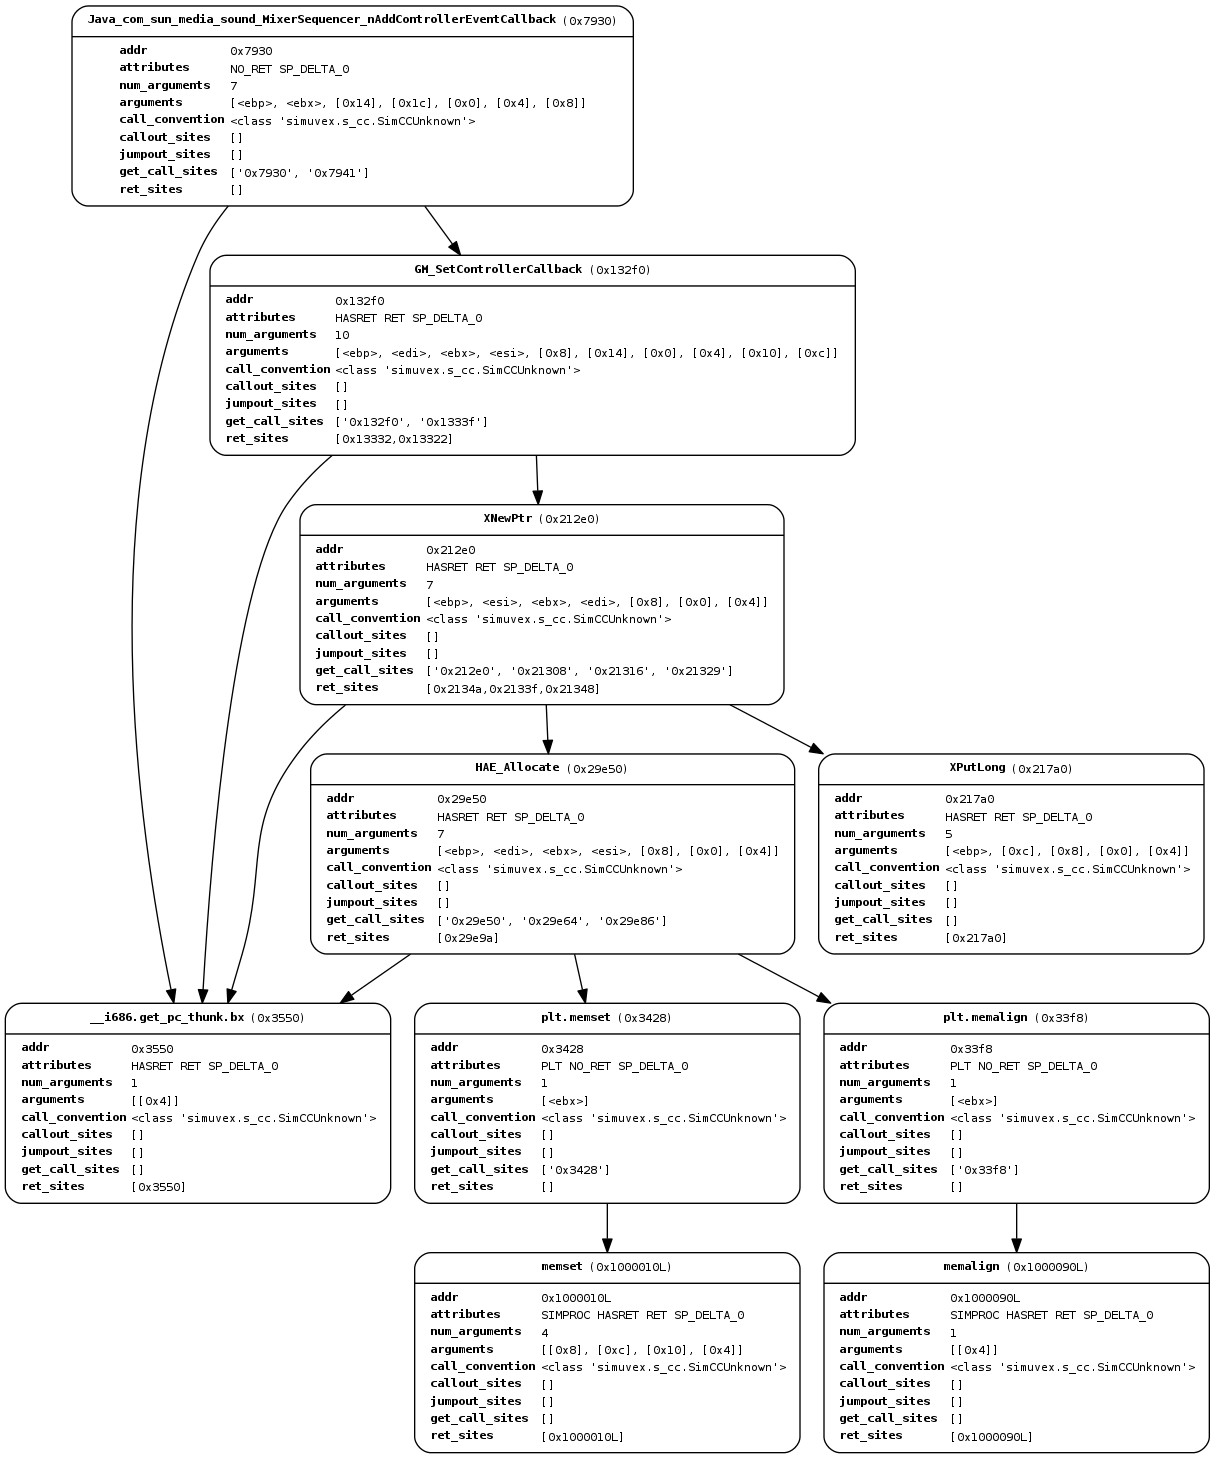 Java_com_sun_media_sound_MixerSequencer_nAddControllerEventCallback (0x7930)
addr 0x7930
attributes NO_RET SP_DELTA_0
num_arguments 7
arguments [<ebp>, <ebx>, [0x14], [0x1c], [0x0], [0x4], [0x8]]
call_convention <class 'simuvex.s_cc.SimCCUnknown'>
callout_sites []
jumpout_sites []
get_call_sites ['0x7930', '0x7941']
ret_sites []
GM_SetControllerCallback (0x132f0)
addr 0x132f0
attributes HASRET RET SP_DELTA_0
num_arguments 10
arguments [<ebp>, <edi>, <ebx>, <esi>, [0x8], [0x14], [0x0], [0x4], [0x10], [0xc]]
call_convention <class 'simuvex.s_cc.SimCCUnknown'>
callout_sites []
jumpout_sites []
get_call_sites ['0x132f0', '0x1333f']
ret_sites [0x13332,0x13322]
XNewPtr (0x212e0)
addr 0x212e0
attributes HASRET RET SP_DELTA_0
num_arguments 7
arguments [<ebp>, <esi>, <ebx>, <edi>, [0x8], [0x0], [0x4]]
call_convention <class 'simuvex.s_cc.SimCCUnknown'>
callout_sites []
jumpout_sites []
get_call_sites ['0x212e0', '0x21308', '0x21316', '0x21329']
ret_sites [0x2134a,0x2133f,0x21348]
HAE_Allocate (0x29e50)
addr 0x29e50
attributes HASRET RET SP_DELTA_0
num_arguments 7
arguments [<ebp>, <edi>, <ebx>, <esi>, [0x8], [0x0], [0x4]]
call_convention <class 'simuvex.s_cc.SimCCUnknown'>
callout_sites []
jumpout_sites []
get_call_sites ['0x29e50', '0x29e64', '0x29e86']
ret_sites [0x29e9a]
XPutLong (0x217a0)
addr 0x217a0
attributes HASRET RET SP_DELTA_0
num_arguments 5
arguments [<ebp>, [0xc], [0x8], [0x0], [0x4]]
call_convention <class 'simuvex.s_cc.SimCCUnknown'>
callout_sites []
jumpout_sites []
get_call_sites []
ret_sites [0x217a0]
__i686.get_pc_thunk.bx (0x3550)
addr 0x3550
attributes HASRET RET SP_DELTA_0
num_arguments 1
arguments [[0x4]]
call_convention <class 'simuvex.s_cc.SimCCUnknown'>
callout_sites []
jumpout_sites []
get_call_sites []
ret_sites [0x3550]
plt.memset (0x3428)
addr 0x3428
attributes PLT NO_RET SP_DELTA_0
num_arguments 1
arguments [<ebx>]
call_convention <class 'simuvex.s_cc.SimCCUnknown'>
callout_sites []
jumpout_sites []
get_call_sites ['0x3428']
ret_sites []
plt.memalign (0x33f8)
addr 0x33f8
attributes PLT NO_RET SP_DELTA_0
num_arguments 1
arguments [<ebx>]
call_convention <class 'simuvex.s_cc.SimCCUnknown'>
callout_sites []
jumpout_sites []
get_call_sites ['0x33f8']
ret_sites []
memset (0x1000010L)
addr 0x1000010L
attributes SIMPROC HASRET RET SP_DELTA_0
num_arguments 4
arguments [[0x8], [0xc], [0x10], [0x4]]
call_convention <class 'simuvex.s_cc.SimCCUnknown'>
callout_sites []
jumpout_sites []
get_call_sites []
ret_sites [0x1000010L]
memalign (0x1000090L)
addr 0x1000090L
attributes SIMPROC HASRET RET SP_DELTA_0
num_arguments 1
arguments [[0x4]]
call_convention <class 'simuvex.s_cc.SimCCUnknown'>
callout_sites []
jumpout_sites []
get_call_sites []
ret_sites [0x1000090L]